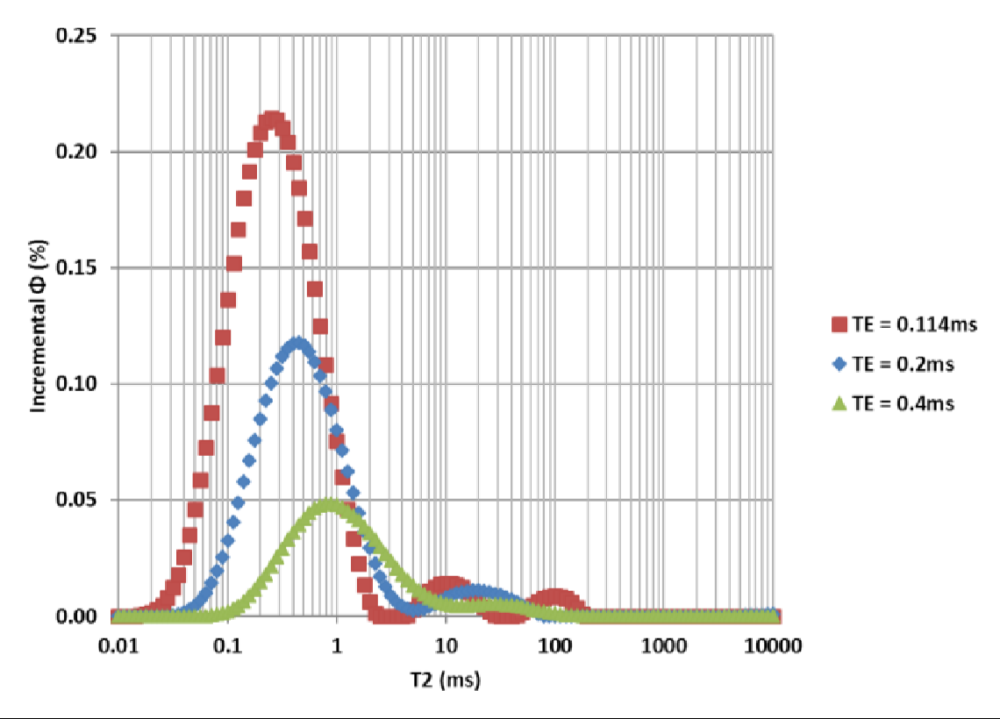 0.25
0.20
0.15
0.10
0.05
0.00
Incremental Φ (%)
0.01 0.1 1 10 100 1000 10000
T2 (ms)
TE = 0.114ms
TE = 0.2ms
TE = 0.4ms